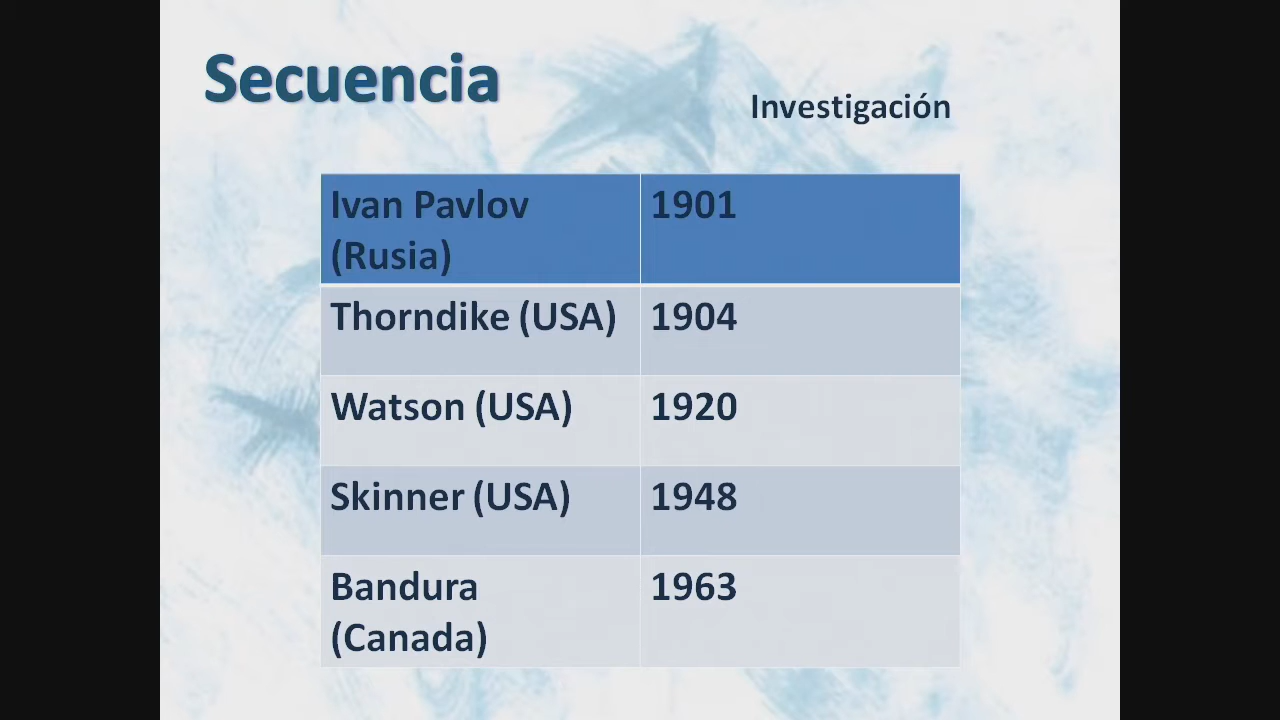 Secuencia
Investigación
Ivan Pavlov 1901
(Rusia)
Thorndike (USA) 1904
Watson (USA) 1920
Skinner (USA) 1948
Bandura 1963
(Canada)